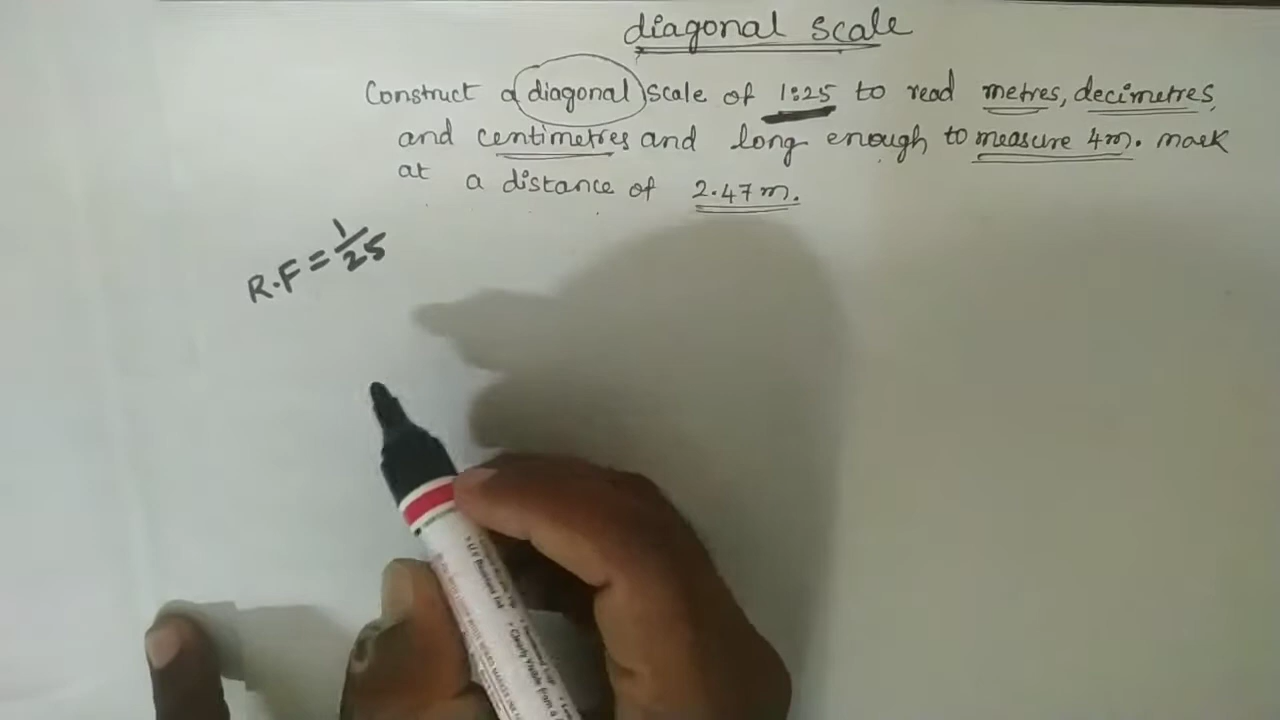 diagonal scale
Construct a diagonal scale of 1:25 to read metres, decimetres,
and centimetres and long enough to measure 4m. mark
at a distance of 2.47m.
R.F = 1/25